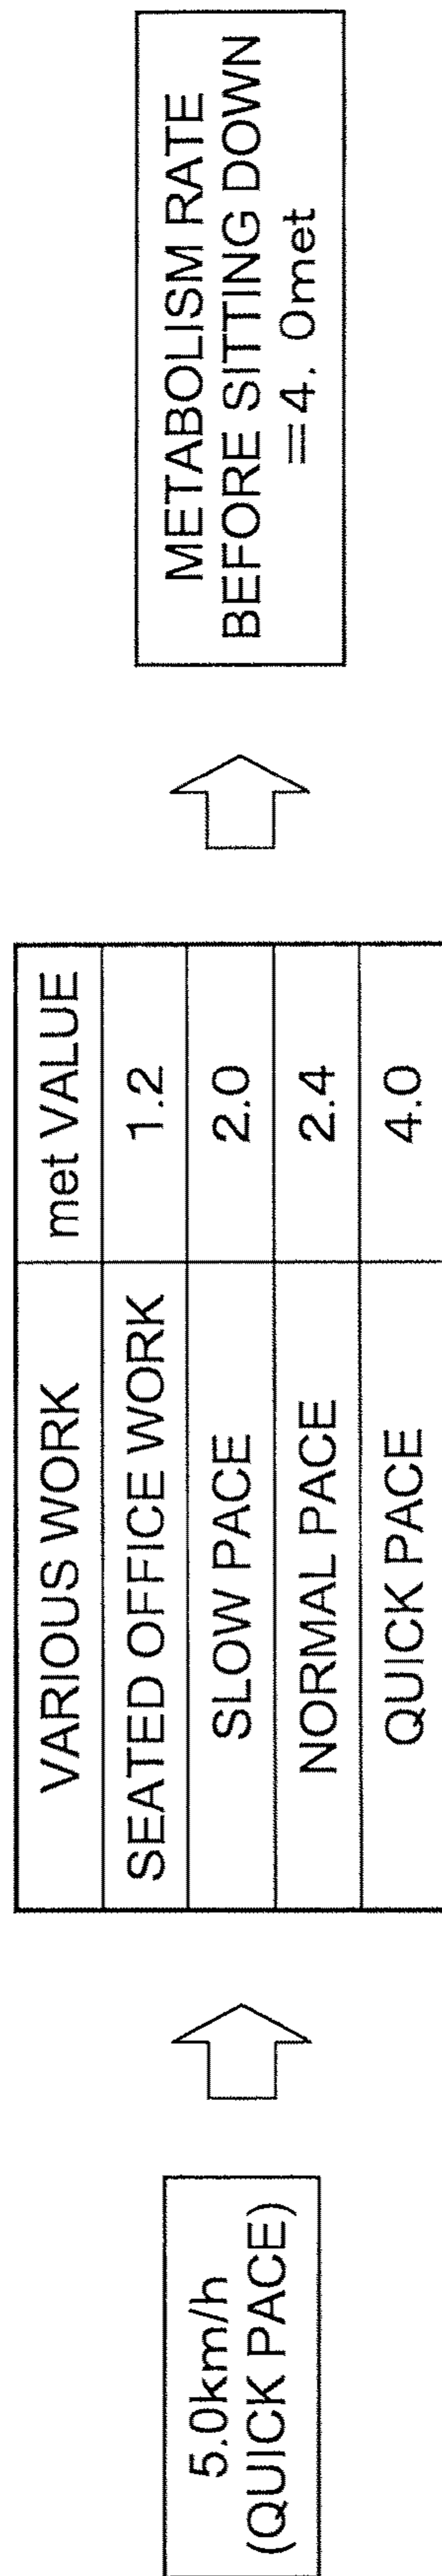 5.0km/h
(QUICK PACE)
VARIOUS WORK met VALUE
SEATED OFFICE WORK 1.2
SLOW PACE 2.0
NORMAL PACE 2.4
QUICK PACE 4.0
METABOLISM RATE
BEFORE SITTING DOWN
=4. 0met